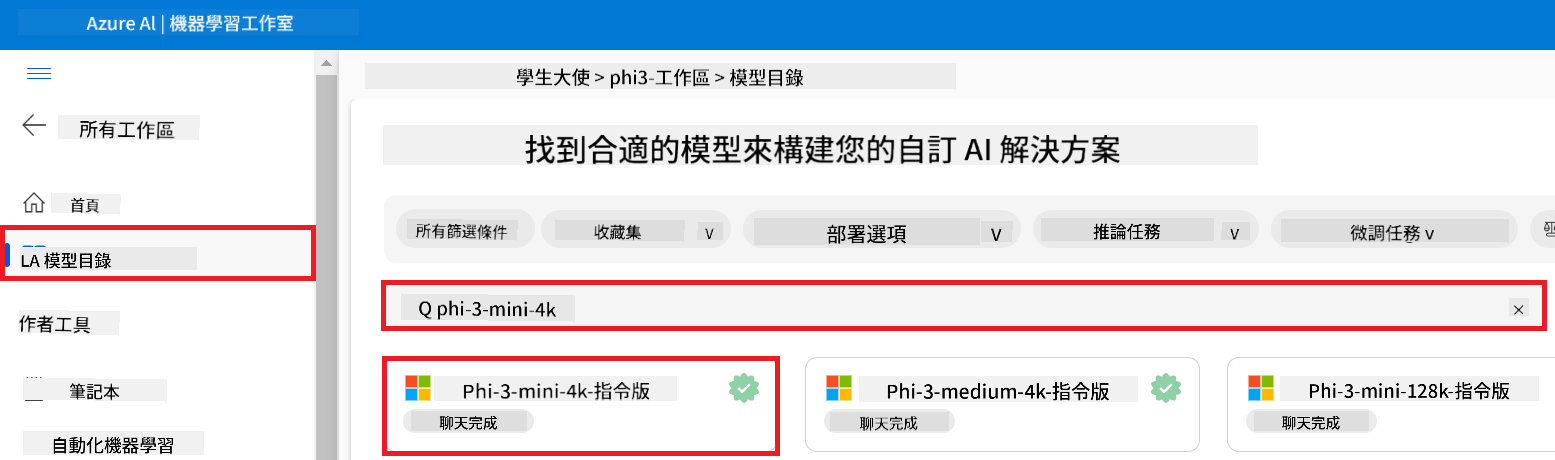 Azure AI | 機器學習工作室
學生大使 > phi3-工作區 > 模型目錄
所有工作區
首頁
LA 模型目錄
作者工具
筆記本
自動化機器學習
找到合適的模型來構建您的自訂 AI 解決方案
所有篩選條件 收藏集 v 部署選項 v 推論任務 v 微調任務 v
Q phi-3-mini-4k ×
Phi-3-mini-4k-指令版
聊天完成
Phi-3-medium-4k-指令版
聊天完成
Phi-3-mini-128k-指令版
聊天完成